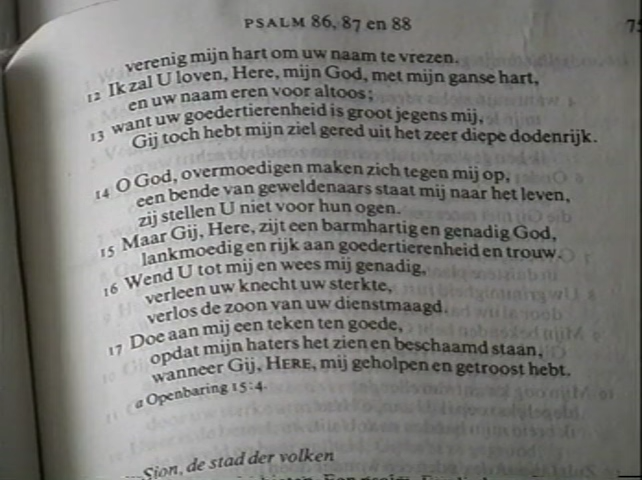 PSALM 86, 87 en 88
verenig mijn hart om uw naam te vrezen.
12 Ik zal U loven, Here, mijn God, met mijn ganse hart,
en uw naam eren voor altoos;
13 want uw goedertierenheid is groot jegens mij,
Gij toch hebt mijn ziel gered uit het zeer diepe dodenrijk.
14 O God, overmoedigen maken zich tegen mij op,
een bende van geweldenaars staat mij naar het leven,
zij stellen U niet voor hun ogen.
15 Maar Gij, Here, zijt een barmhartig en genadig God,
lankmoedig en rijk aan goedertierenheid en trouw.
16 Wend U tot mij en wees mij genadig,
verleen uw knecht uw sterkte,
verlos de zoon van uw dienstmaagd.
17 Doe aan mij een teken ten goede,
opdat mijn haters het zien en beschaamd staan,
wanneer Gij, HERE, mij geholpen en getroost hebt.
a Openbaring 15:4.
Sion, de stad der volken